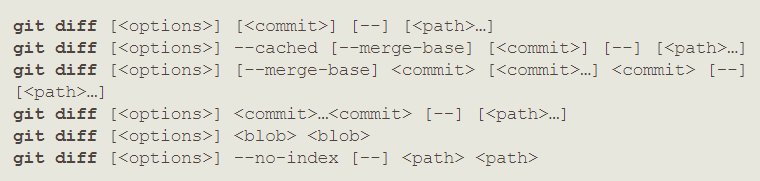 git diff [<options>] [<commit>] [--] [<path>…]
git diff [<options>] --cached [--merge-base] [<commit>] [--] [<path>…]
git diff [<options>] [--merge-base] <commit> [<commit>…] <commit> [--]
[<path>…]
git diff [<options>] <commit>…<commit> [--] [<path>…]
git diff [<options>] <blob> <blob>
git diff [<options>] --no-index [--] <path> <path>